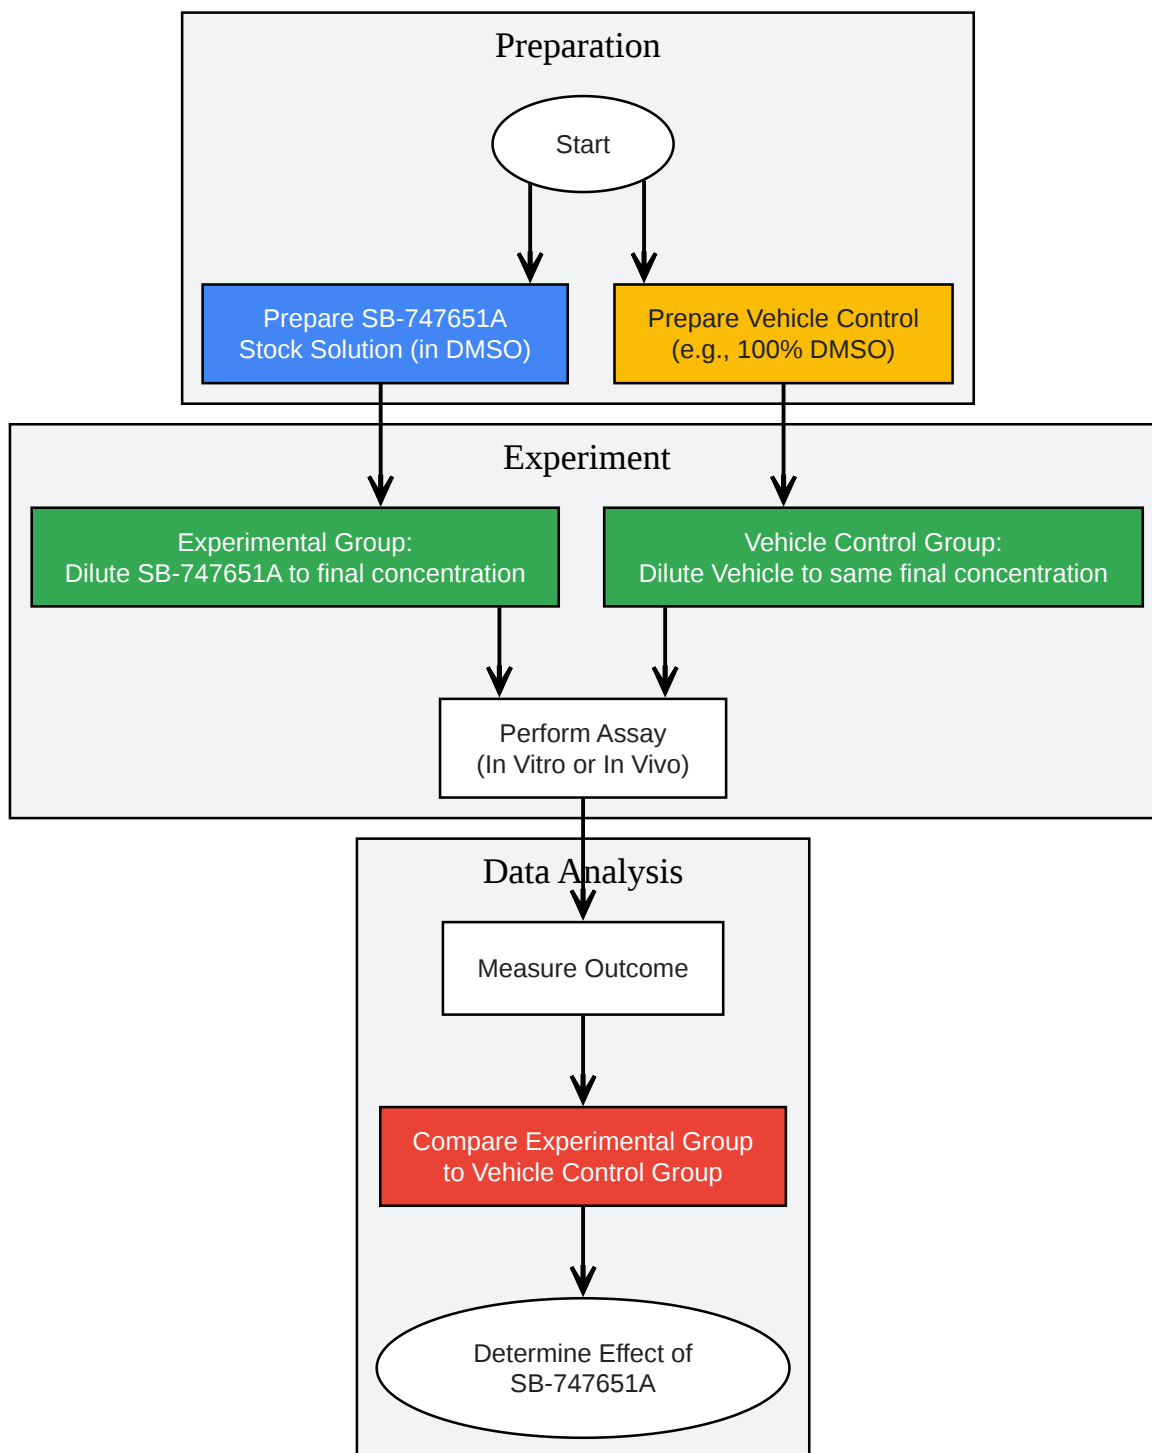 Preparation
Start
Prepare SB-747651A
Stock Solution (in DMSO)
Prepare Vehicle Control
(e.g., 100% DMSO)
Experiment
Experimental Group:
Dilute SB-747651A to final concentration
Vehicle Control Group:
Dilute Vehicle to same final concentration
Perform Assay
(In Vitro or In Vivo)
Data Analysis
Measure Outcome
Compare Experimental Group
to Vehicle Control Group
Determine Effect of
SB-747651A